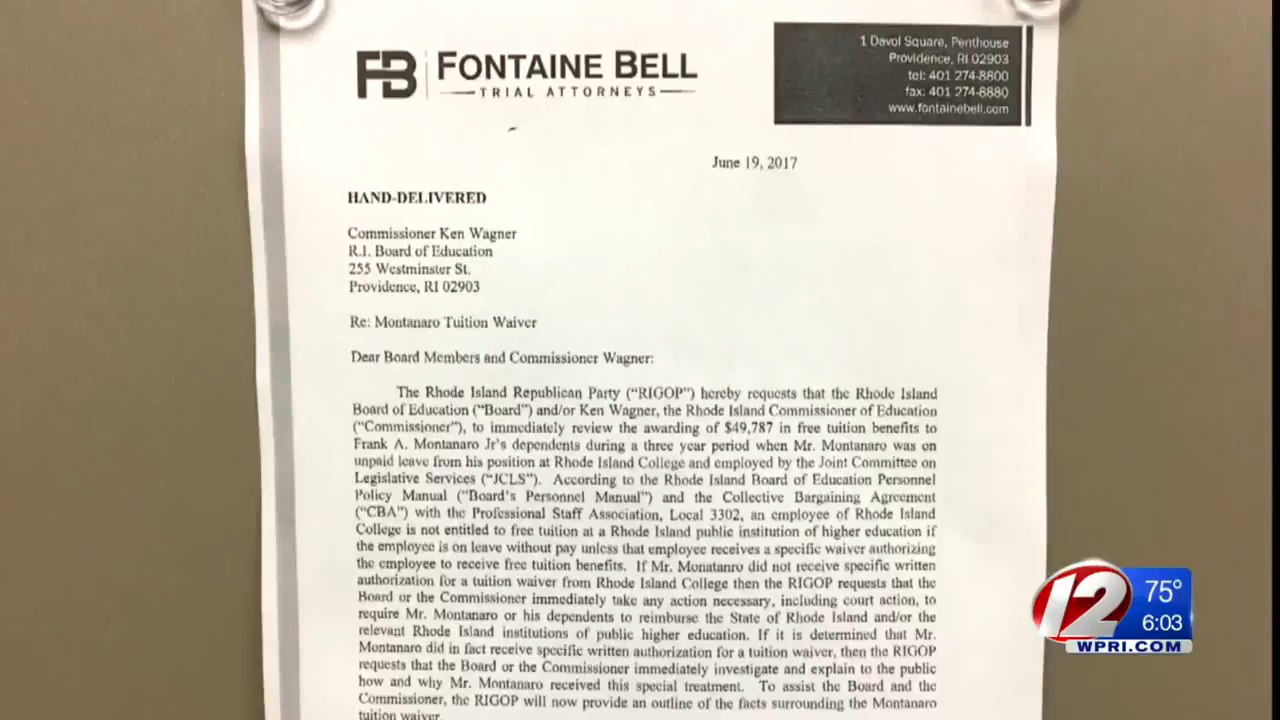 FB FONTAINE BELL
TRIAL ATTORNEYS
1 Davol Square, Penthouse
Providence, RI 02903
tel: 401 274-8800
fax: 401 274-8880
www.fontainebell.com
June 19, 2017
HAND-DELIVERED
Commissioner Ken Wagner
R.I. Board of Education
255 Westminster St.
Providence, RI 02903
Re: Montanaro Tuition Waiver
Dear Board Members and Commissioner Wagner:
The Rhode Island Republican Party ("RIGOP") hereby requests that the Rhode Island
Board of Education ("Board") and/or Ken Wagner, the Rhode Island Commissioner of Education
("Commissioner"), to immediately review the awarding of $49,787 in free tuition benefits to
Frank A. Montanaro Jr's dependents during a three year period when Mr. Montanaro was on
unpaid leave from his position at Rhode Island College and employed by the Joint Committee on
Legislative Services ("JCLS"). According to the Rhode Island Board of Education Personnel
Policy Manual ("Board's Personnel Manual") and the Collective Bargaining Agreement
("CBA") with the Professional Staff Association, Local 3302, an employee of Rhode Island
College is not entitled to free tuition at a Rhode Island public institution of higher education if
the employee is on leave without pay unless that employee receives a specific waiver authorizing
the employee to receive free tuition benefits. If Mr. Monatanro did not receive specific written
authorization for a tuition waiver from Rhode Island College then the RIGOP requests that the
Board or the Commissioner immediately take any action necessary, including court action, to
require Mr. Montanaro or his dependents to reimburse the State of Rhode Island and/or the
relevant Rhode Island institutions of public higher education. If it is determined that Mr.
Montanaro did in fact receive specific written authorization for a tuition waiver, then the RIGOP
requests that the Board or the Commissioner immediately investigate and explain to the public
how and why Mr. Montanaro received this special treatment. To assist the Board and the
Commissioner, the RIGOP will now provide an outline of the facts surrounding the Montanaro
tuition waiver.
12
75°
6:03
WPRI.COM